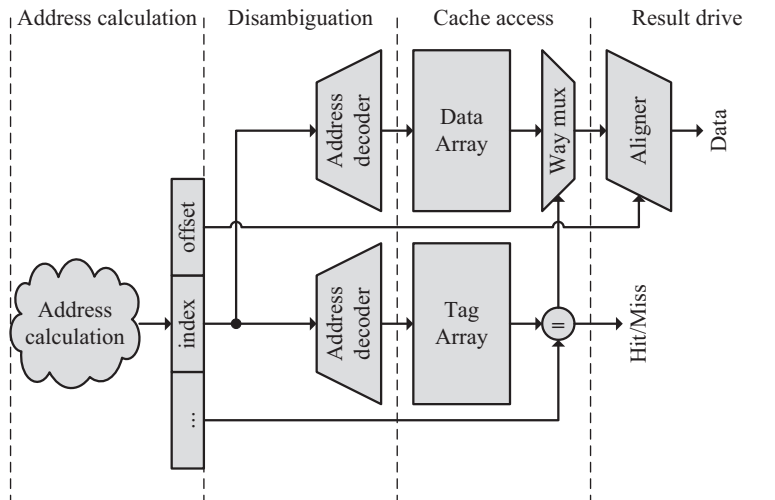 Address calculation
Disambiguation
Cache access
Result drive
Address
decoder
Data
Array
Way mux
Aligner
Data
offset
Address
calculation
index
Address
decoder
Tag
Array
=
Hit/Miss
...